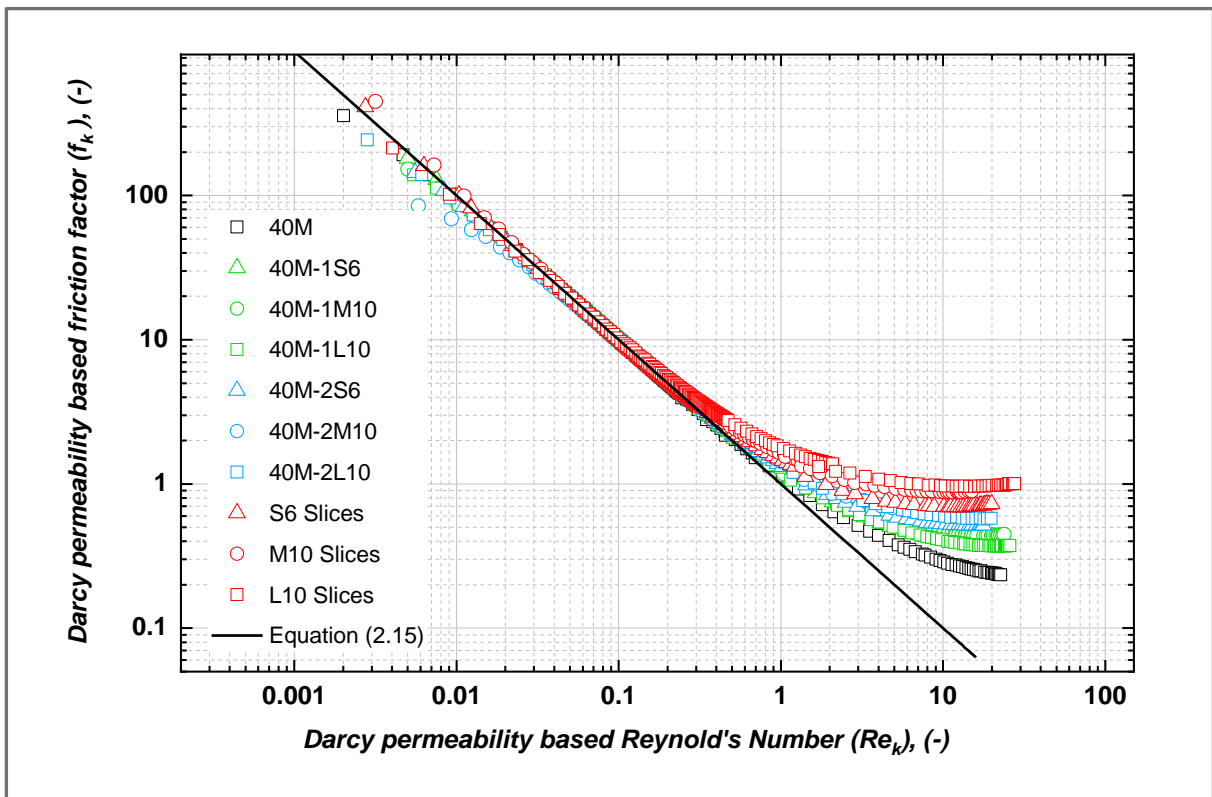 Darcy permeability based friction factor (fk), (-)
100
10
1
0.1
40M
40M-1S6
40M-1M10
40M-1L10
40M-2S6
40M-2M10
40M-2L10
S6 Slices
M10 Slices
L10 Slices
Equation (2.15)
0.001 0.01 0.1 1 10 100
Darcy permeability based Reynold's Number (Rek), (-)